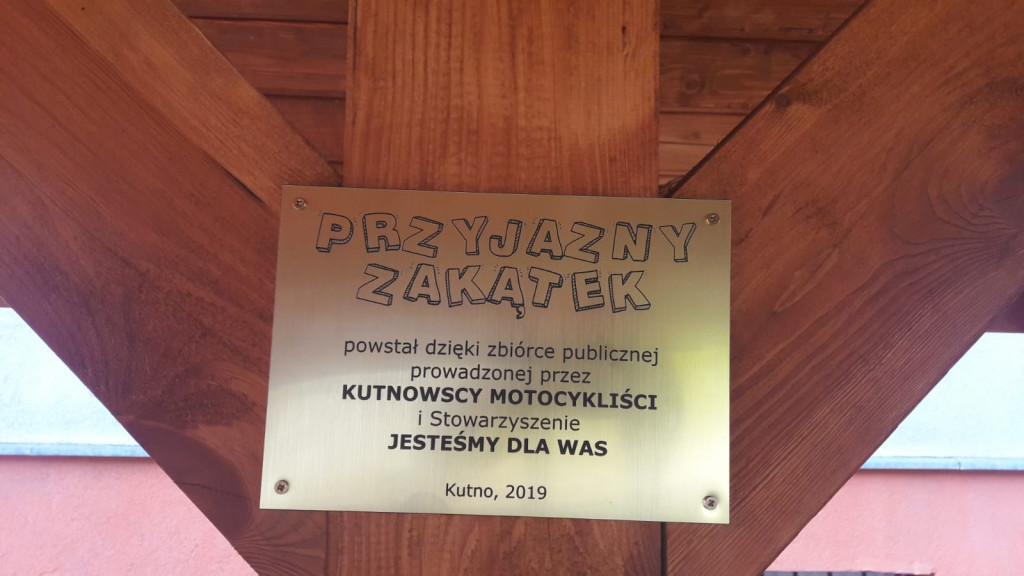 PRZYJAZNY
ZAKĄTEK
powstał dzięki zbiórce publicznej
prowadzonej przez
KUTNOWSCY MOTOCYKLIŚCI
i Stowarzyszenie
JESTEŚMY DLA WAS
Kutno, 2019